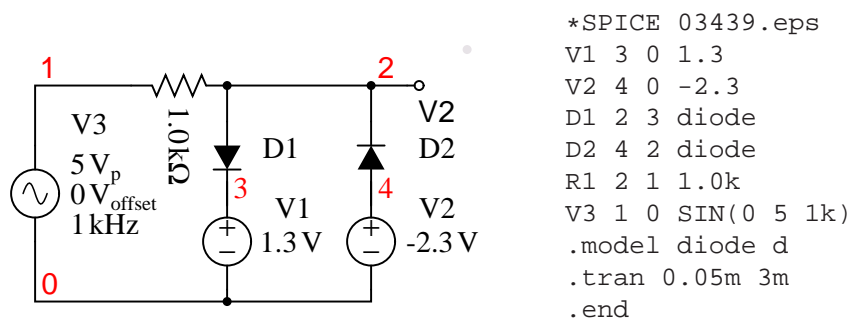 1
2
V2
V3
5 Vp
0 Voffset
1 kHz
1.0kΩ
D1
D2
3
4
V1
1.3 V
V2
-2.3 V
0
*SPICE 03439.eps
V1 3 0 1.3
V2 4 0 -2.3
D1 2 3 diode
D2 4 2 diode
R1 2 1 1.0k
V3 1 0 SIN(0 5 1k)
.model diode d
.tran 0.05m 3m
.end